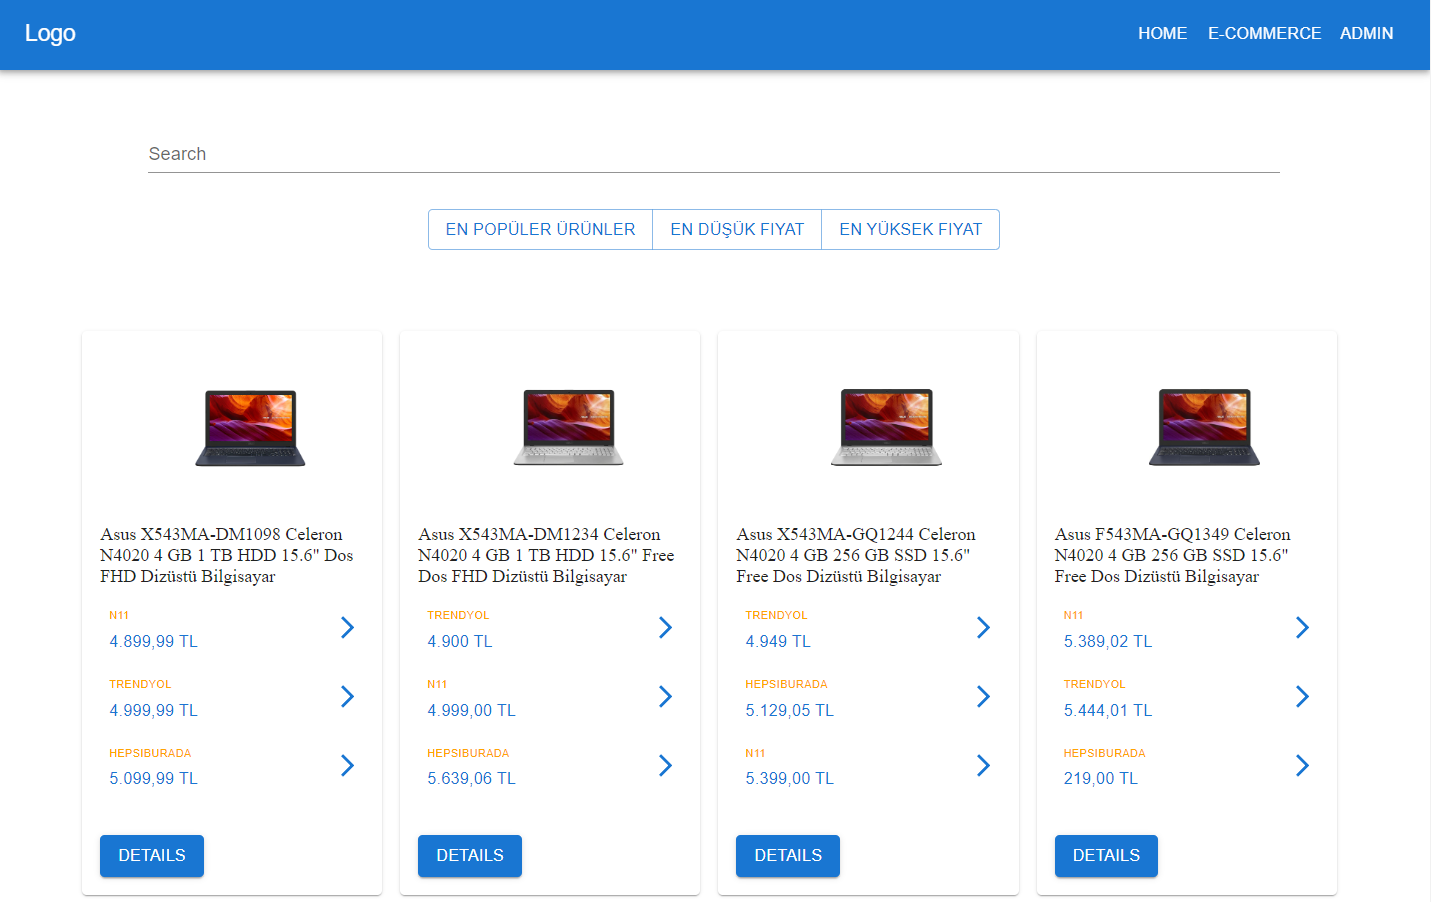 Logo
HOME E-COMMERCE ADMIN
Search
EN POPÜLER ÜRÜNLER EN DÜŞÜK FIYAT EN YÜKSEK FIYAT
Asus X543MA-DM1098 Celeron
N4020 4 GB 1 TB HDD 15.6" Dos
FHD Dizüstü Bilgisayar
N11
4.899,99 TL
TRENDYOL
4.999,99 TL
HEPSIBURADA
5.099,99 TL
DETAILS
Asus X543MA-DM1234 Celeron
N4020 4 GB 1 TB HDD 15.6" Free
Dos FHD Dizüstü Bilgisayar
TRENDYOL
4.900 TL
N11
4.999,00 TL
HEPSIBURADA
5.639,06 TL
DETAILS
Asus X543MA-GQ1244 Celeron
N4020 4 GB 256 GB SSD 15.6"
Free Dos Dizüstü Bilgisayar
TRENDYOL
4.949 TL
HEPSIBURADA
5.129,05 TL
N11
5.399,00 TL
DETAILS
Asus F543MA-GQ1349 Celeron
N4020 4 GB 256 GB SSD 15.6"
Free Dos Dizüstü Bilgisayar
N11
5.389,02 TL
TRENDYOL
5.444,01 TL
HEPSIBURADA
219,00 TL
DETAILS